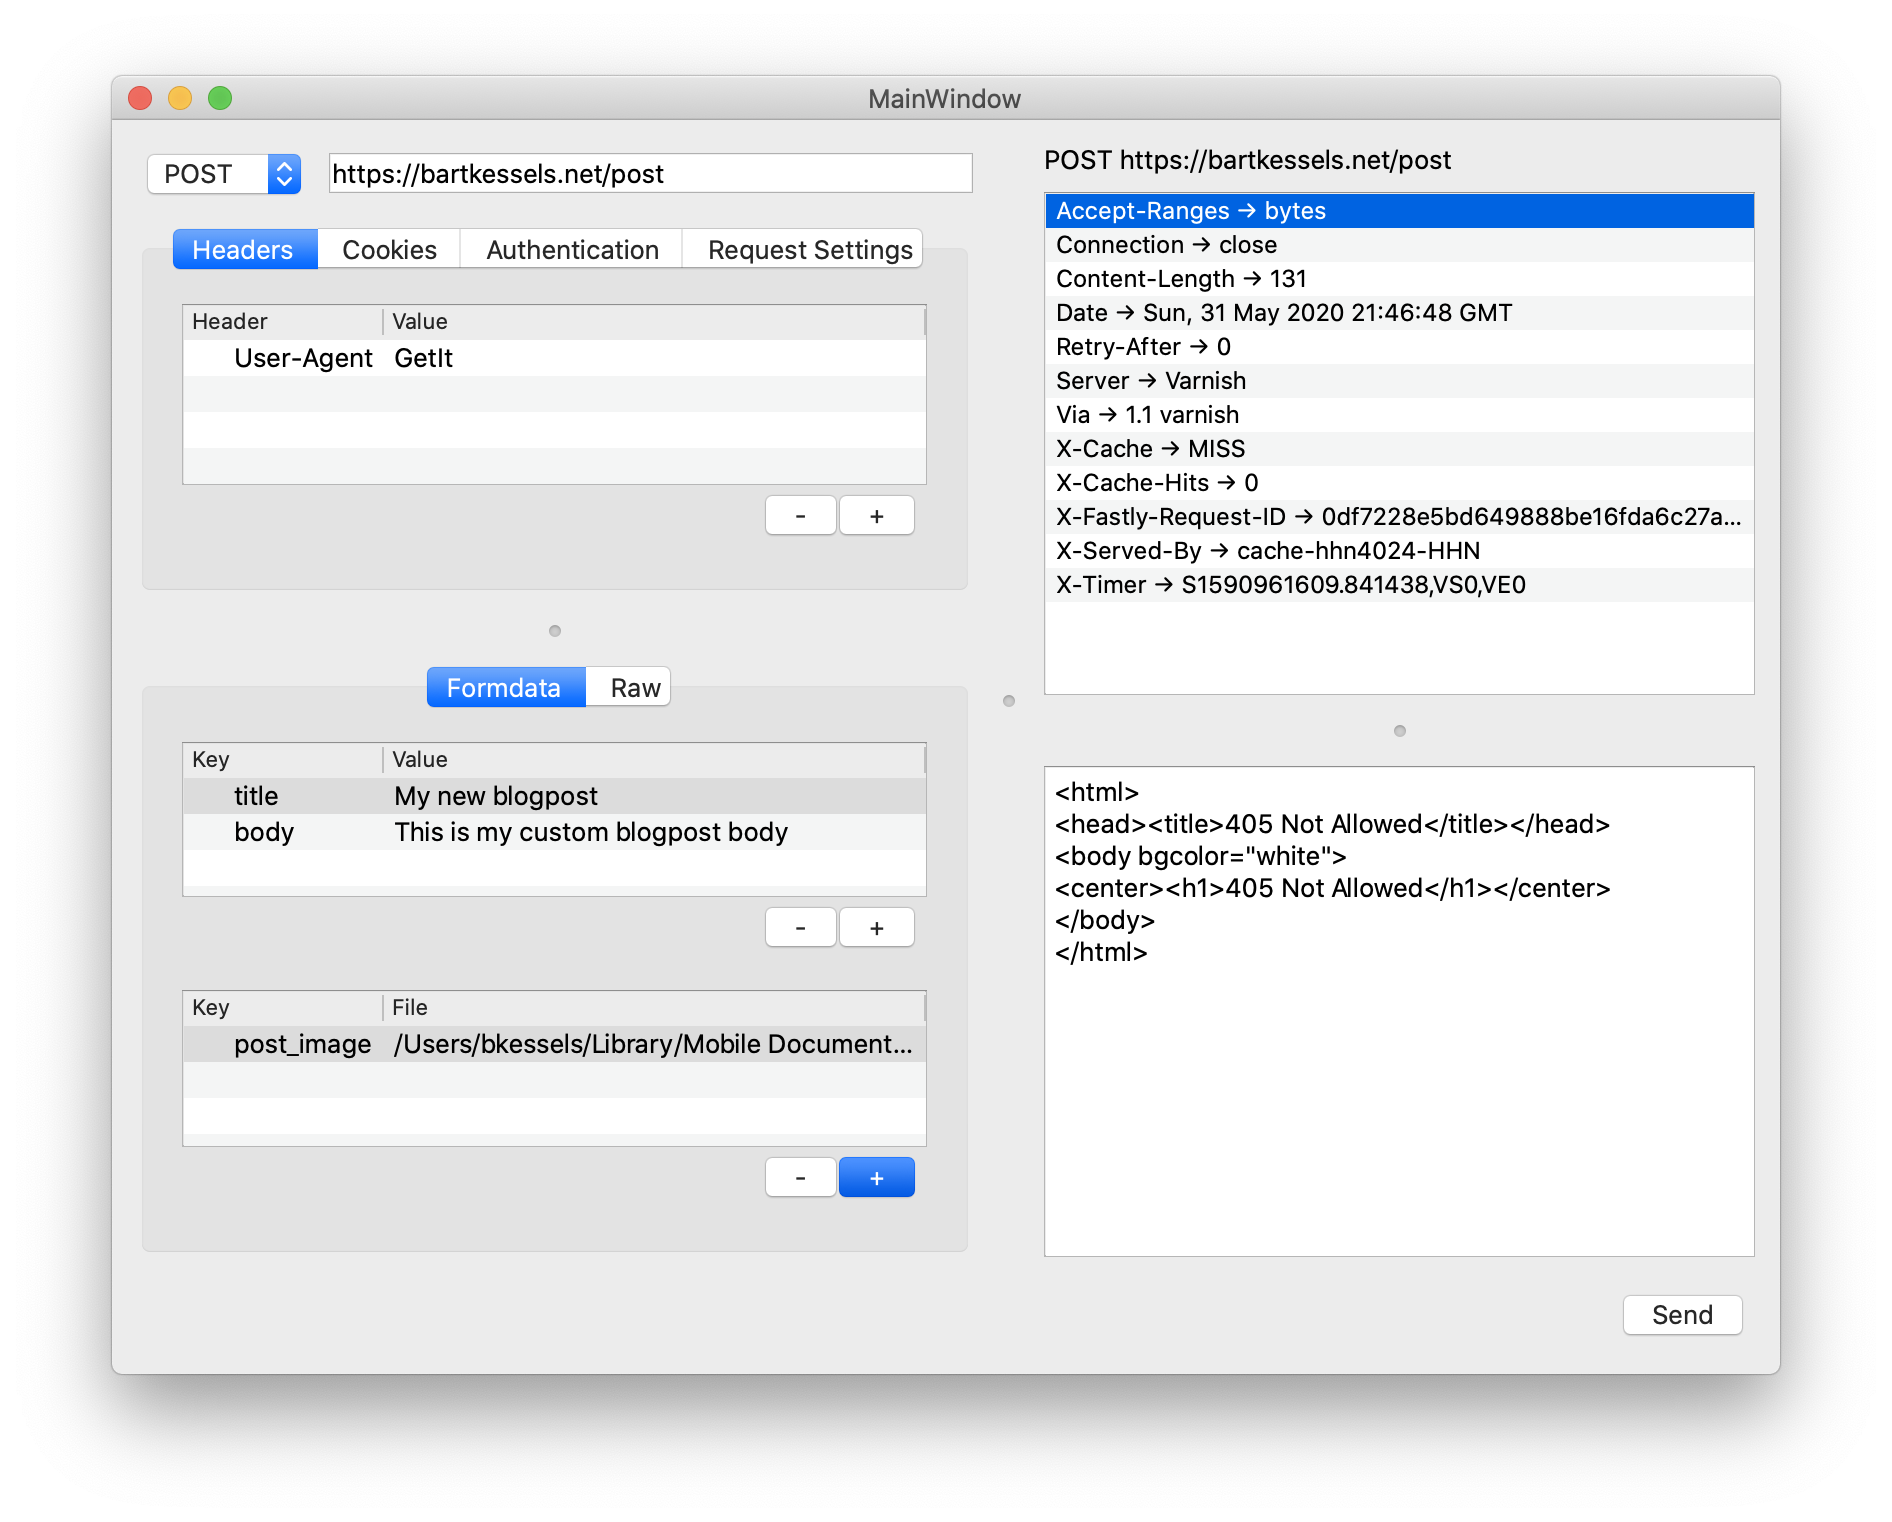 MainWindow
POST
https://bartkessels.net/post
Headers Cookies Authentication Request Settings
Header Value
User-Agent GetIt
- +
Formdata Raw
Key Value
title My new blogpost
body This is my custom blogpost body
- +
Key File
post_image /Users/bkessels/Library/Mobile Document...
- +
POST https://bartkessels.net/post
Accept-Ranges → bytes
Connection → close
Content-Length → 131
Date → Sun, 31 May 2020 21:46:48 GMT
Retry-After → 0
Server → Varnish
Via → 1.1 varnish
X-Cache → MISS
X-Cache-Hits → 0
X-Fastly-Request-ID → 0df7228e5bd649888be16fda6c27a...
X-Served-By → cache-hhn4024-HHN
X-Timer → S1590961609.841438,VS0,VE0
<html>
<head><title>405 Not Allowed</title></head>
<body bgcolor="white">
<center><h1>405 Not Allowed</h1></center>
</body>
</html>
Send